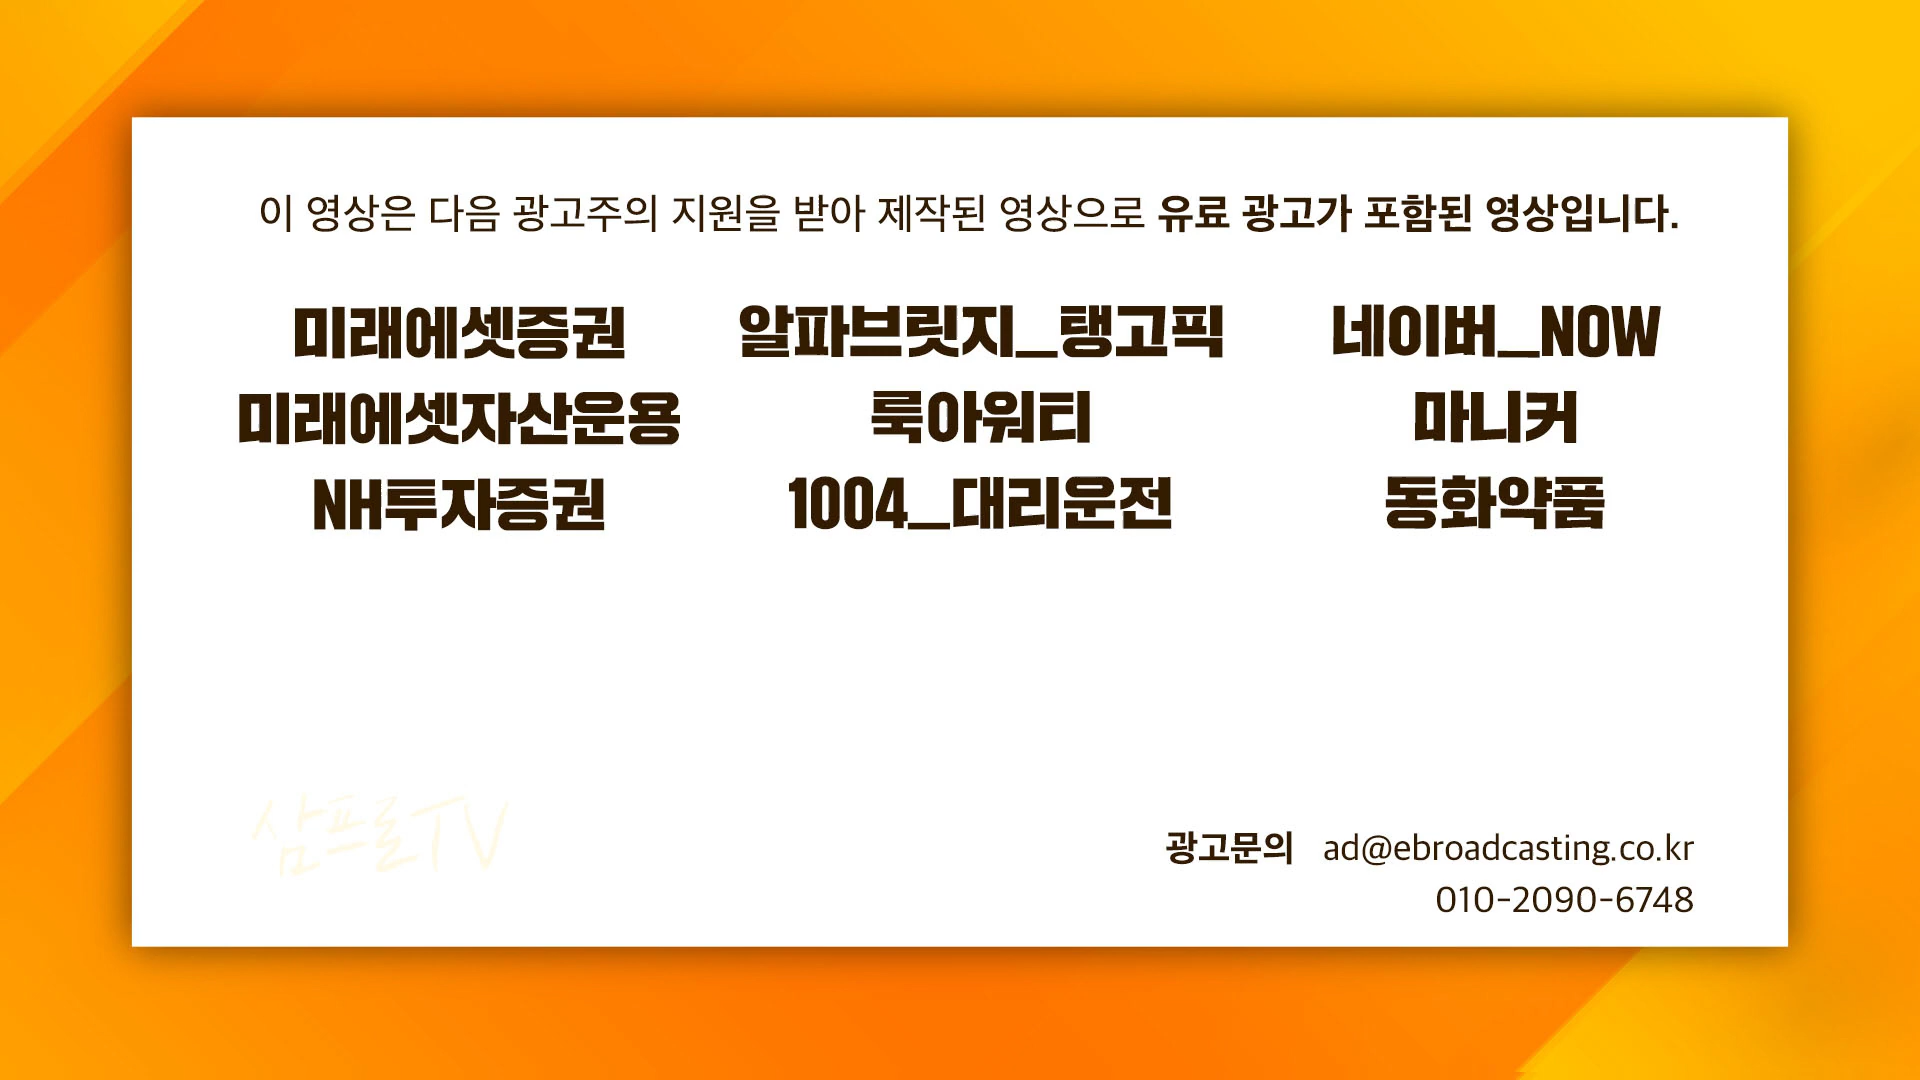 이 영상은 다음 광고주의 지원을 받아 제작된 영상으로 유료 광고가 포함된 영상입니다.
미래에셋증권 알파브릿지_탱고픽 네이버_NOW
미래에셋자산운용 룩아워티 마니커
NH투자증권 1004_대리운전 동화약품
삼프로TV
광고문의 ad@ebroadcasting.co.kr
010-2090-6748